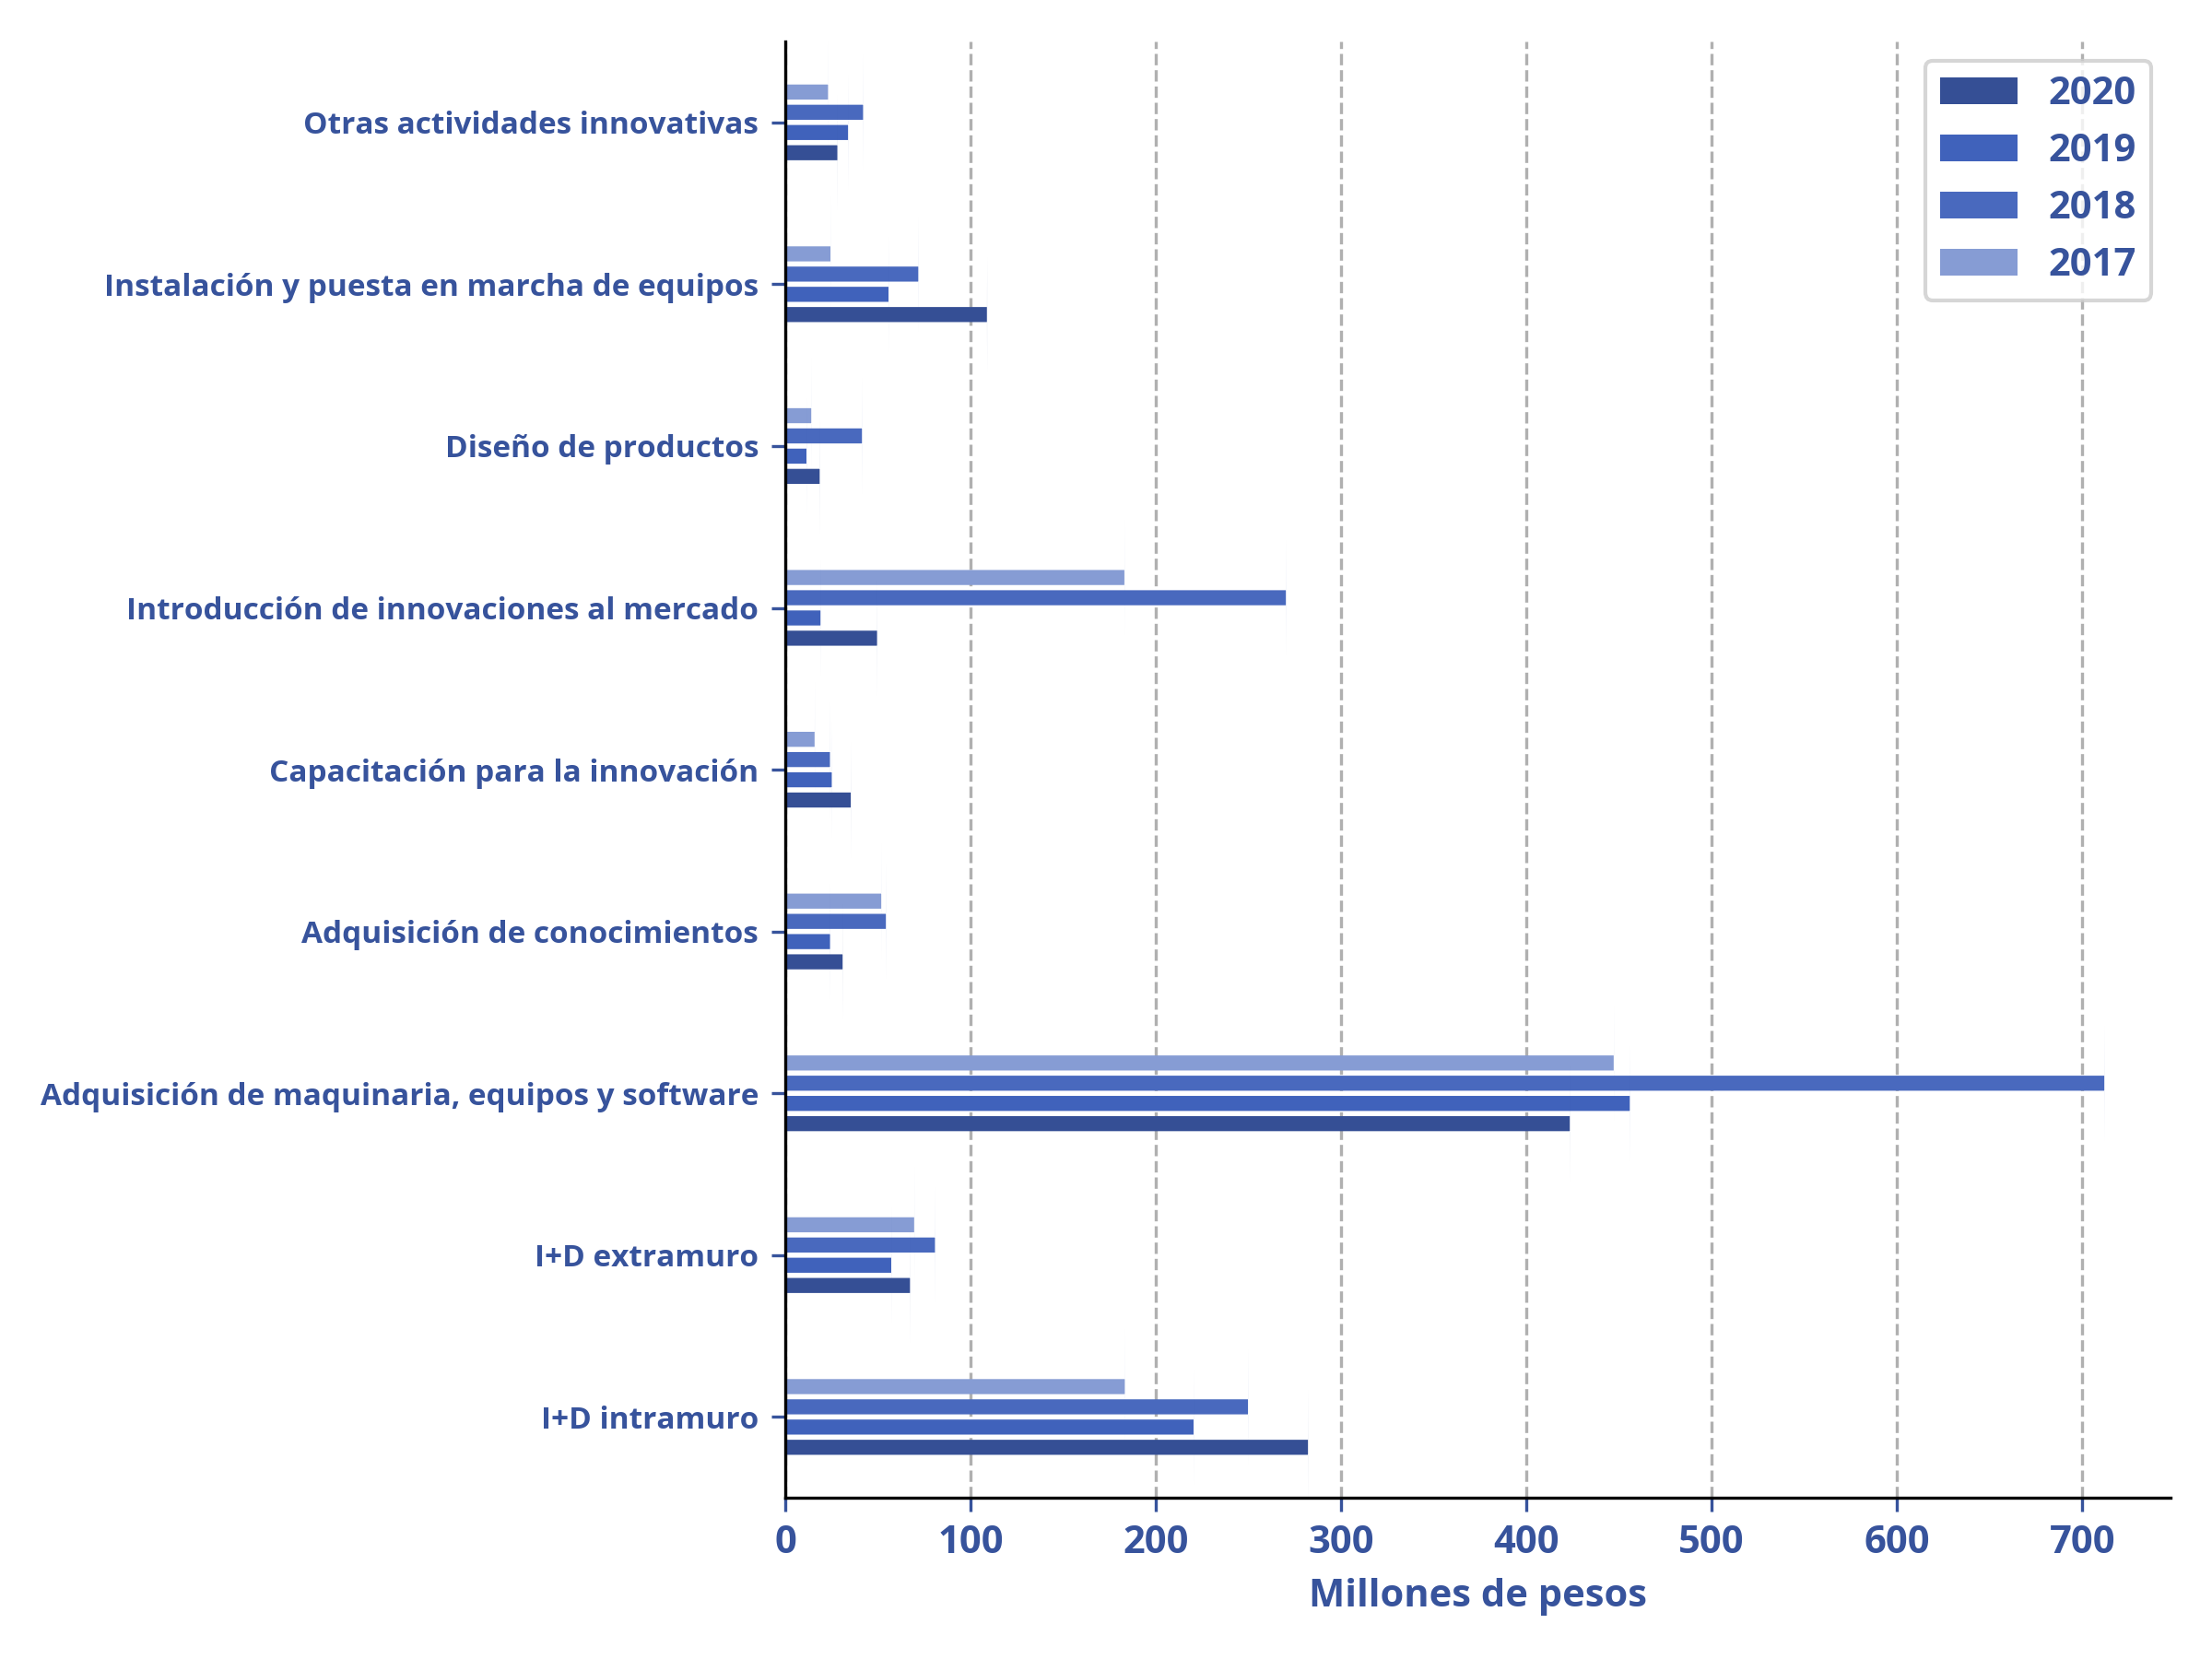 2020
2019
2018
2017
Otras actividades innovativas
Instalación y puesta en marcha de equipos
Diseño de productos
Introducción de innovaciones al mercado
Capacitación para la innovación
Adquisición de conocimientos
Adquisición de maquinaria, equipos y software
I+D extramuro
I+D intramuro
0 100 200 300 400 500 600 700
Millones de pesos